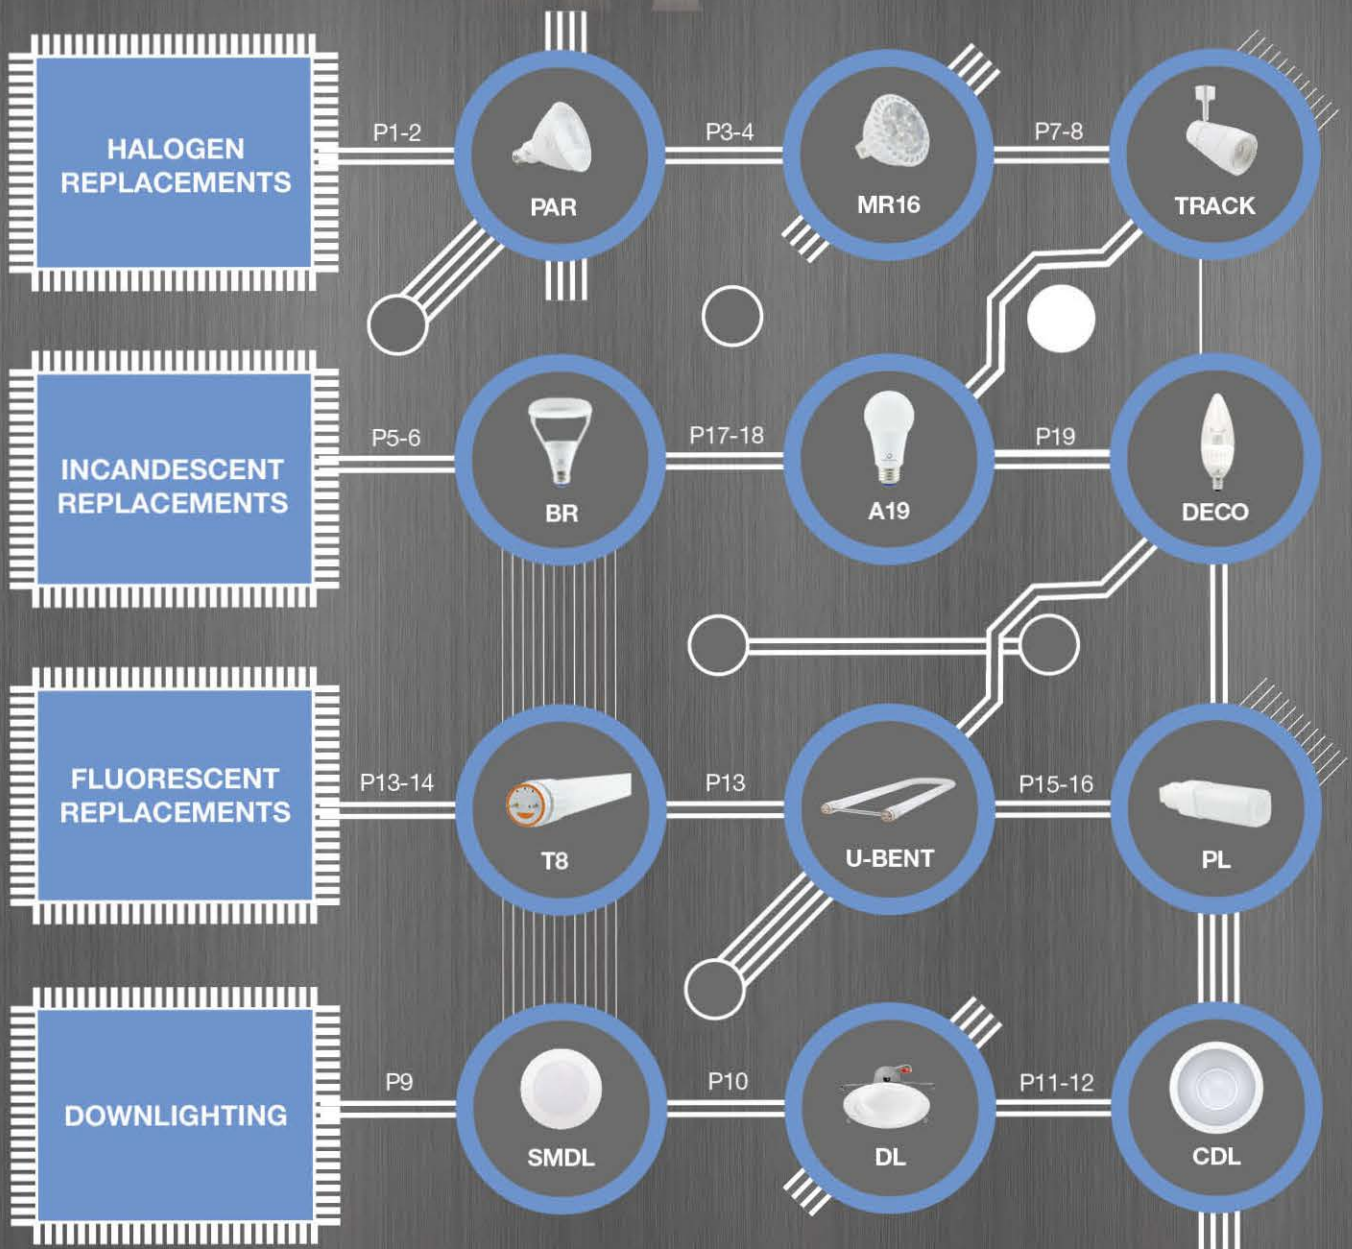 HALOGEN
REPLACEMENTS
P1-2
PAR
P3-4
MR16
P7-8
TRACK
INCANDESCENT
REPLACEMENTS
P5-6
BR
P17-18
A19
P19
DECO
FLUORESCENT
REPLACEMENTS
P13-14
T8
P13
U-BENT
P15-16
PL
DOWNLIGHTING
P9
SMDL
P10
DL
P11-12
CDL